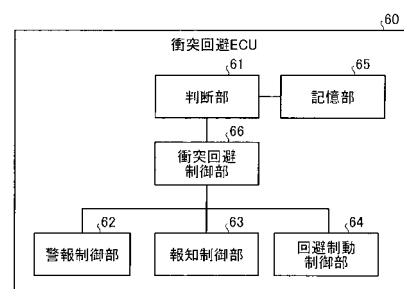 60
衝突回避ECU
61
判断部
65
記憶部
66
衝突回避
制御部
62
警報制御部
63
報知制御部
64
回避制動
制御部